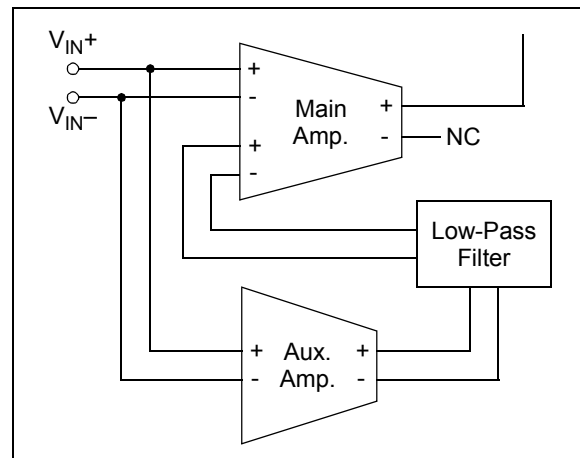 V_IN+
V_IN–
+
-
+
-
Main
Amp.
+
-
NC
Low-Pass
Filter
+
-
Aux.
Amp.
+
-